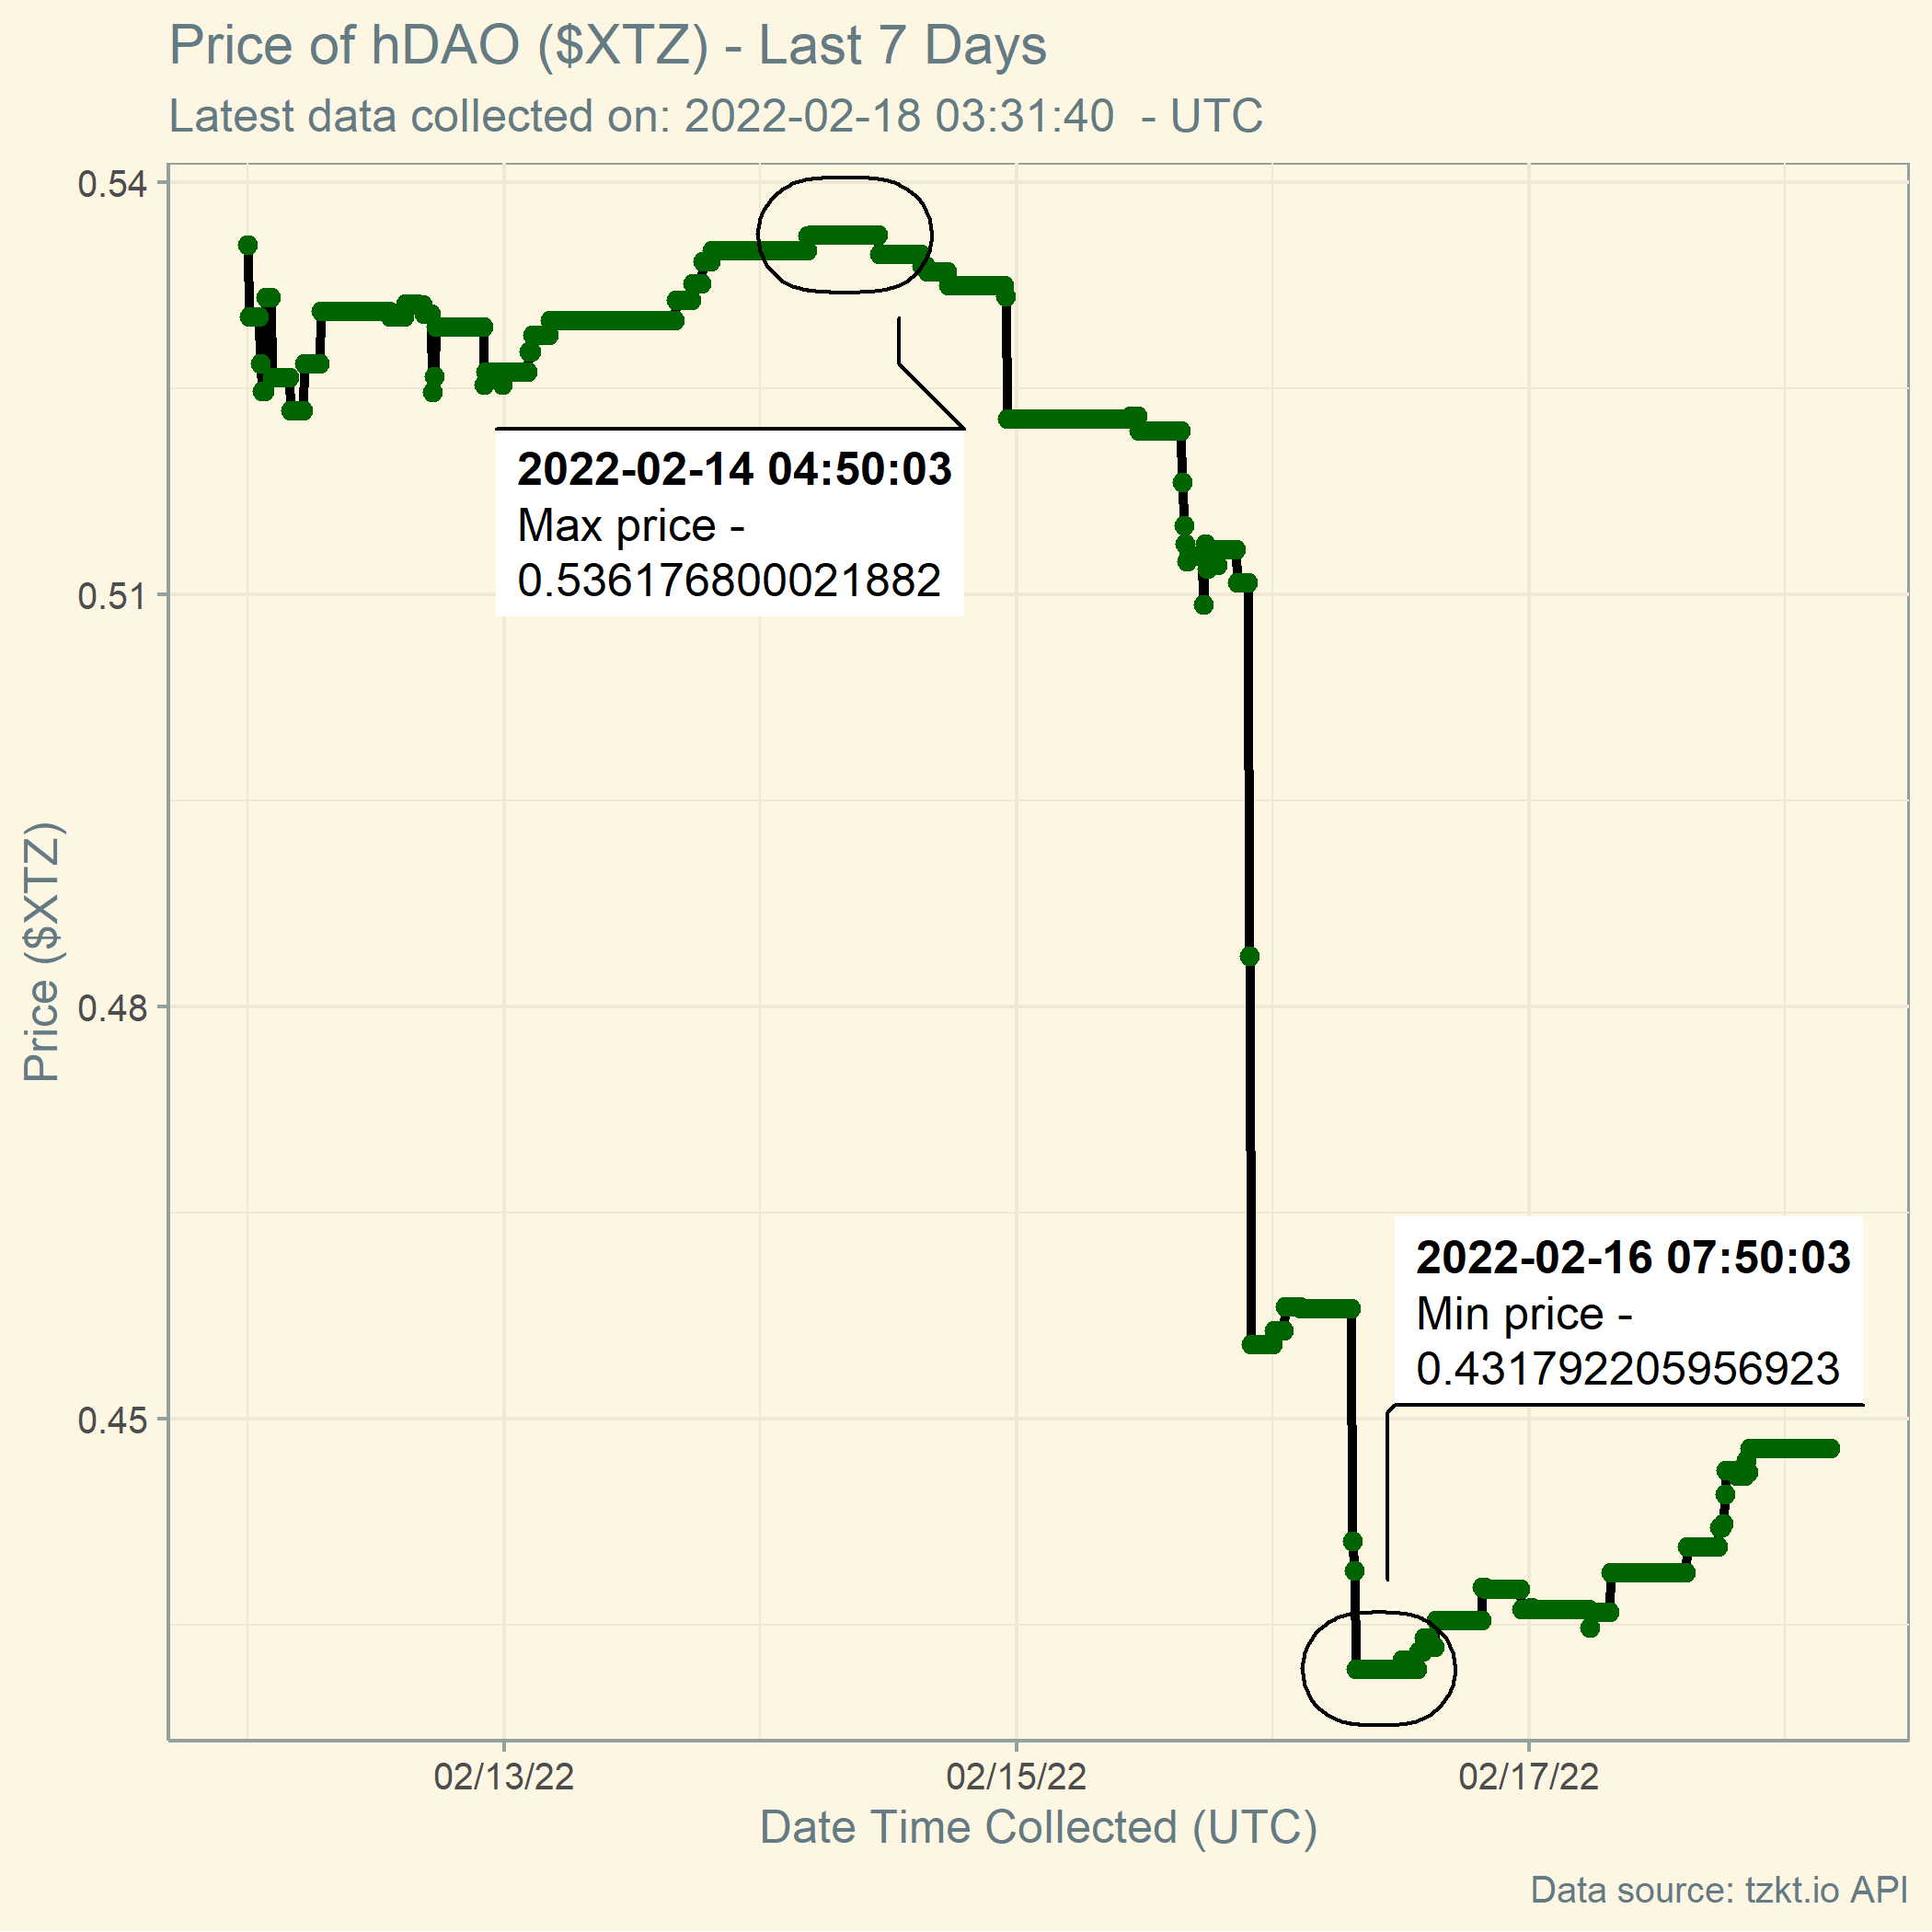 Price of hDAO ($XTZ) - Last 7 Days
Latest data collected on: 2022-02-18 03:31:40  - UTC
0.54
0.51
0.48
0.45
Price ($XTZ)
2022-02-14 04:50:03
Max price -
0.536176800021882
2022-02-16 07:50:03
Min price -
0.431792205956923
02/13/22
02/15/22
02/17/22
Date Time Collected (UTC)
Data source: tzkt.io API